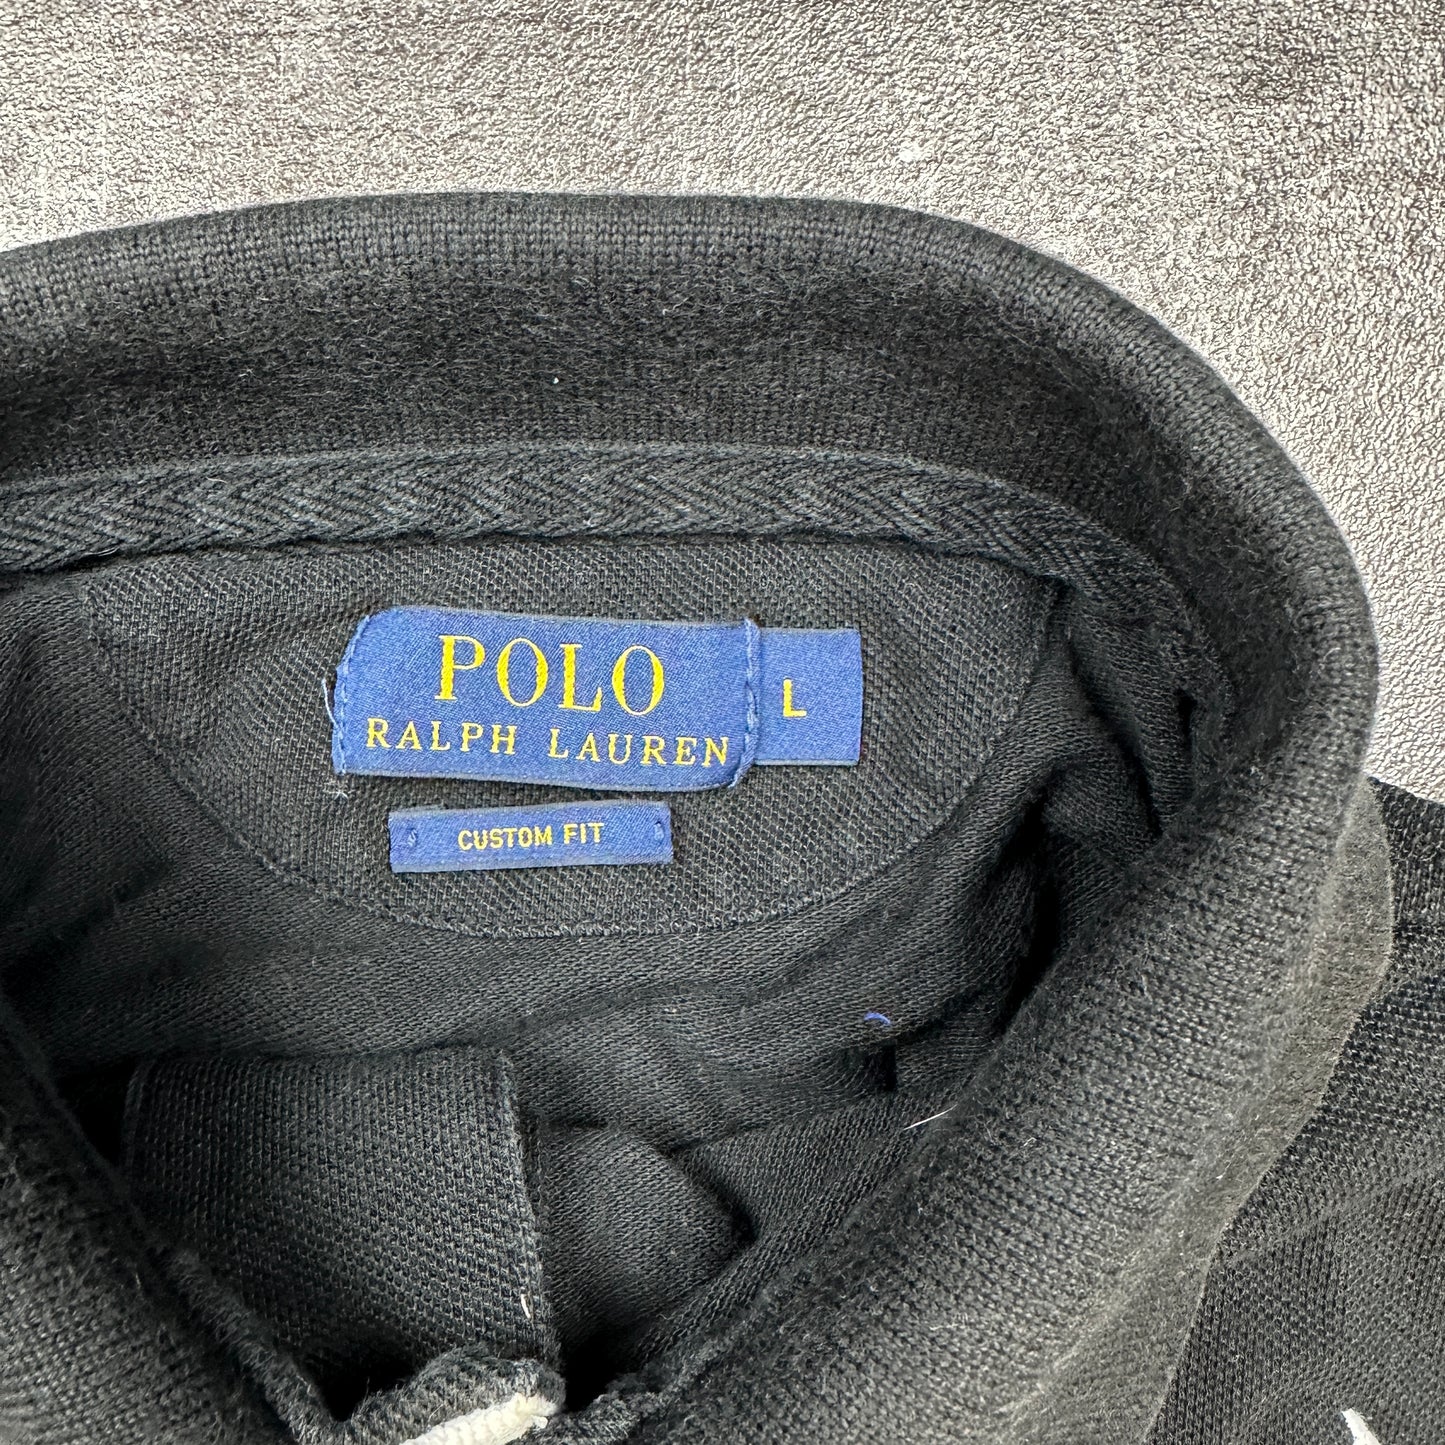 POLO
RALPH LAUREN
L
CUSTOM FIT